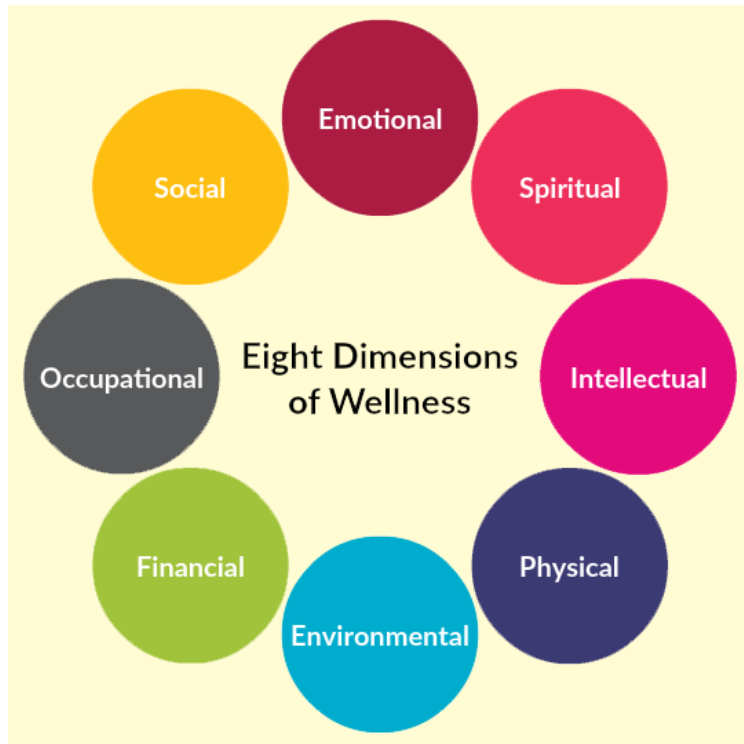 Emotional
Spiritual
Intellectual
Physical
Environmental
Financial
Occupational
Social
Eight Dimensions
of Wellness